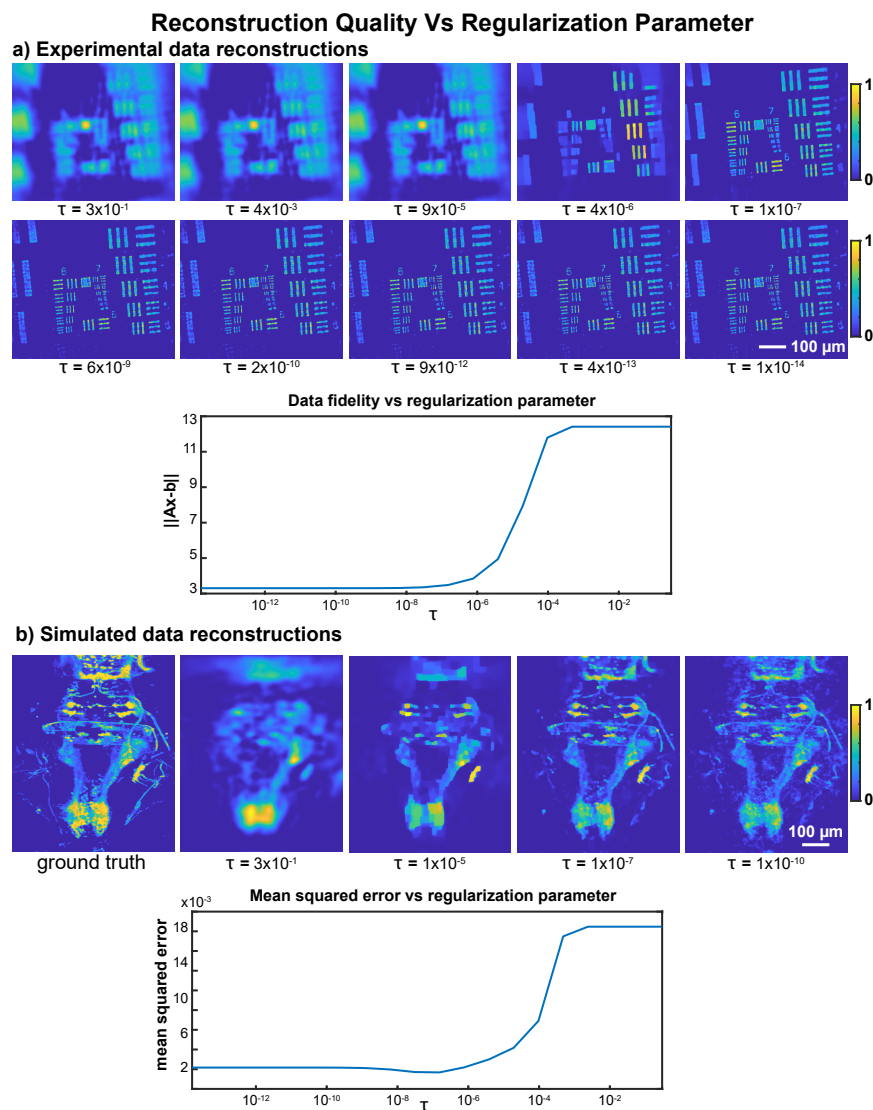 Reconstruction Quality Vs Regularization Parameter
a) Experimental data reconstructions
6 7 5
1
0
τ = 3x10⁻¹ τ = 4x10⁻³ τ = 9x10⁻⁵ τ = 4x10⁻⁶ τ = 1x10⁻⁷
1
0
100 µm
τ = 6x10⁻⁹ τ = 2x10⁻¹⁰ τ = 9x10⁻¹² τ = 4x10⁻¹³ τ = 1x10⁻¹⁴
Data fidelity vs regularization parameter
13
11
9
7
5
3
||Ax-b||
10⁻¹² 10⁻¹⁰ 10⁻⁸ 10⁻⁶ 10⁻⁴ 10⁻²
τ
b) Simulated data reconstructions
1
0
100 µm
ground truth τ = 3x10⁻¹ τ = 1x10⁻⁵ τ = 1x10⁻⁷ τ = 1x10⁻¹⁰
Mean squared error vs regularization parameter
x10⁻³
18
14
10
6
2
mean squared error
10⁻¹² 10⁻¹⁰ 10⁻⁸ 10⁻⁶ 10⁻⁴ 10⁻²
τ